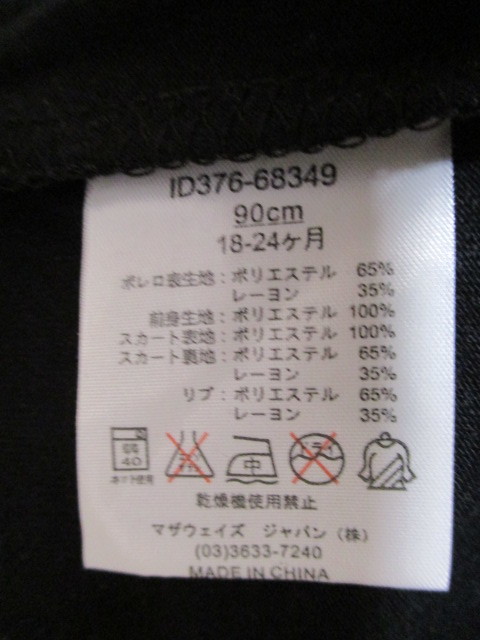 ID376-68349
90cm
18-24ケ月
ボレロ表生地：ポリエステル 65%
レーヨン 35%
前身生地：ポリエステル 100%
スカート表地：ポリエステル 100%
スカート裏地：ポリエステル 65%
レーヨン 35%
リブ：ポリエステル 65%
レーヨン 35%
40 中 ドライ
ネット使用
乾燥機使用禁止
マザウェイズ ジャパン（株）
(03)3633-7240
MADE IN CHINA